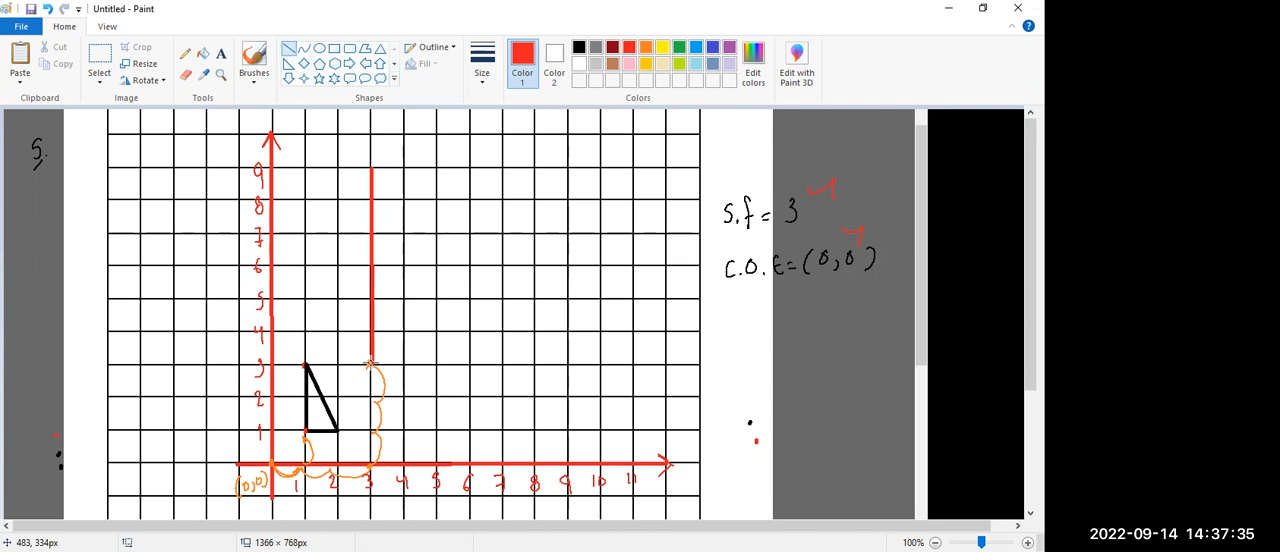 Untitled - Paint
File Home View
Paste
Cut
Copy
Clipboard
Select
Crop
Resize
Rotate
Image
Tools
Brushes
Shapes
Outline
Fill
Size
Color 1
Color 2
Colors
Edit colors
Edit with Paint 3D
5.
9
8
7
6
5
4
3
2
1
(0,0) 1 2 3 4 5 6 7 8 9 10 11
S.f = 3
C.O.E = (0,0)
483, 334px
1366 × 768px
100%
2022-09-14 14:37:35